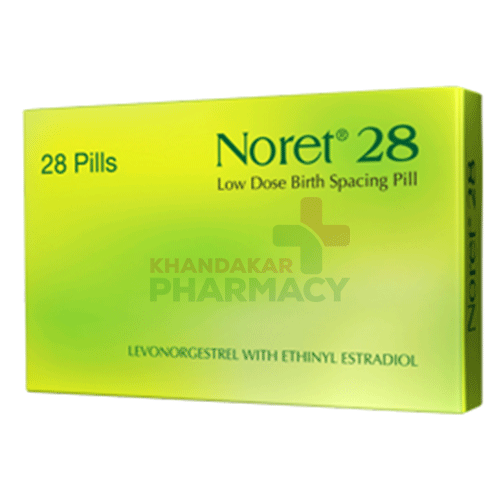 28 Pills
Noret® 28
Low Dose Birth Spacing Pill
KHANDAKAR
PHARMACY
LEVONORGESTREL WITH ETHINYL ESTRADIOL
Noret® 28